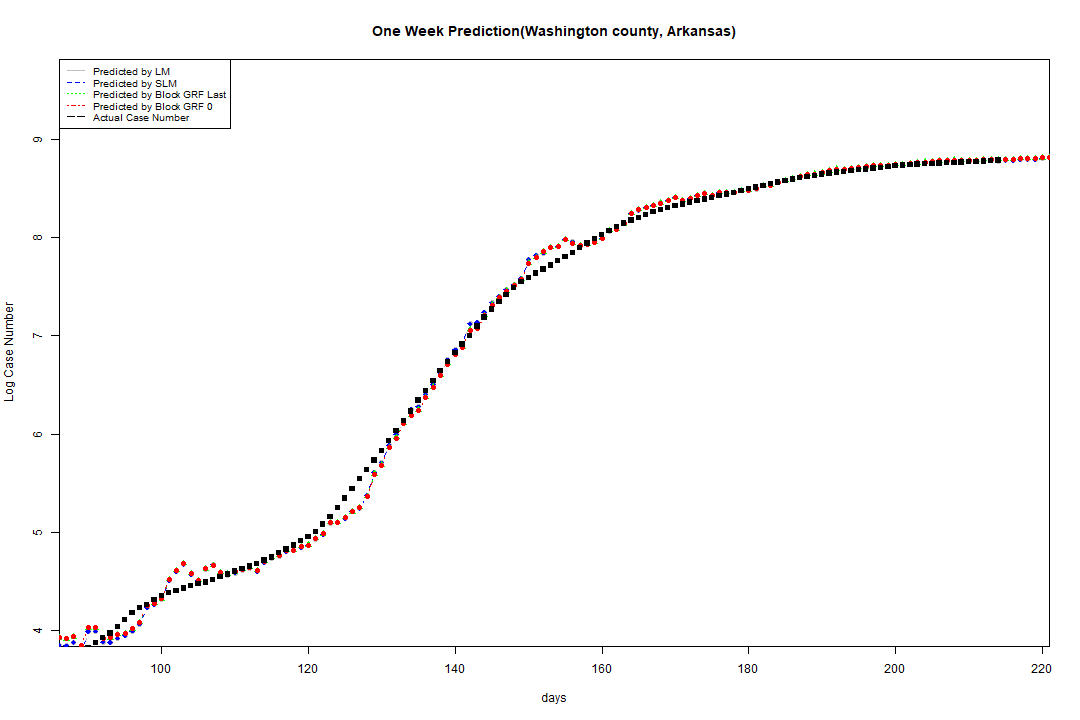 One Week Prediction(Washington county, Arkansas)
Predicted by LM
Predicted by SLM
Predicted by Block GRF Last
Predicted by Block GRF 0
Actual Case Number
9
8
7
6
5
4
Log Case Number
100 120 140 160 180 200 220
days